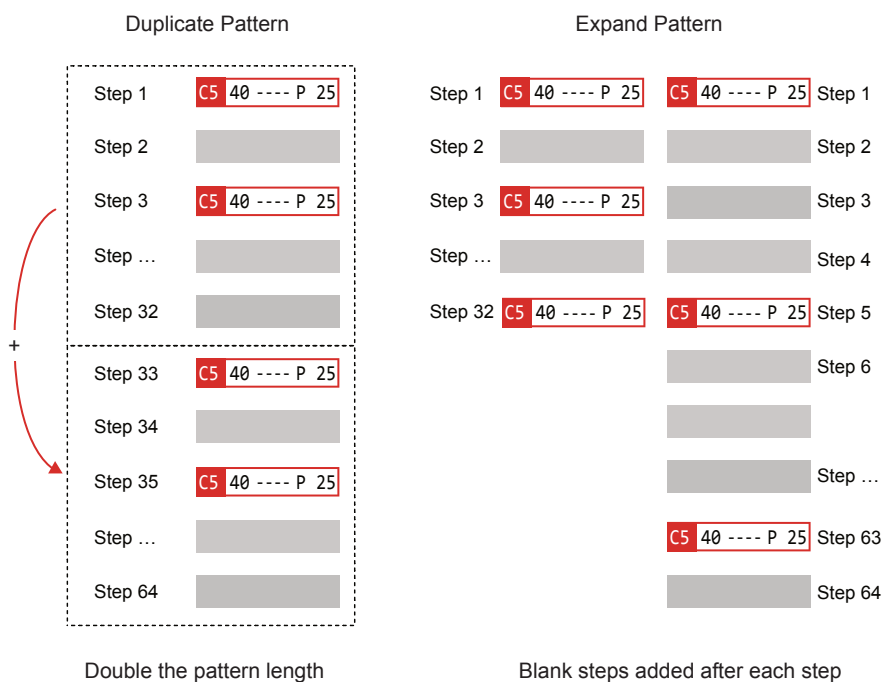 Duplicate Pattern
Step 1 C5 40 ---- P 25
Step 2
Step 3 C5 40 ---- P 25
Step …
Step 32
+
Step 33 C5 40 ---- P 25
Step 34
Step 35 C5 40 ---- P 25
Step …
Step 64
Double the pattern length
Expand Pattern
Step 1 C5 40 ---- P 25 C5 40 ---- P 25 Step 1
Step 2 Step 2
Step 3 C5 40 ---- P 25 Step 3
Step … Step 4
Step 32 C5 40 ---- P 25 C5 40 ---- P 25 Step 5
Step 6
Step …
C5 40 ---- P 25 Step 63
Step 64
Blank steps added after each step